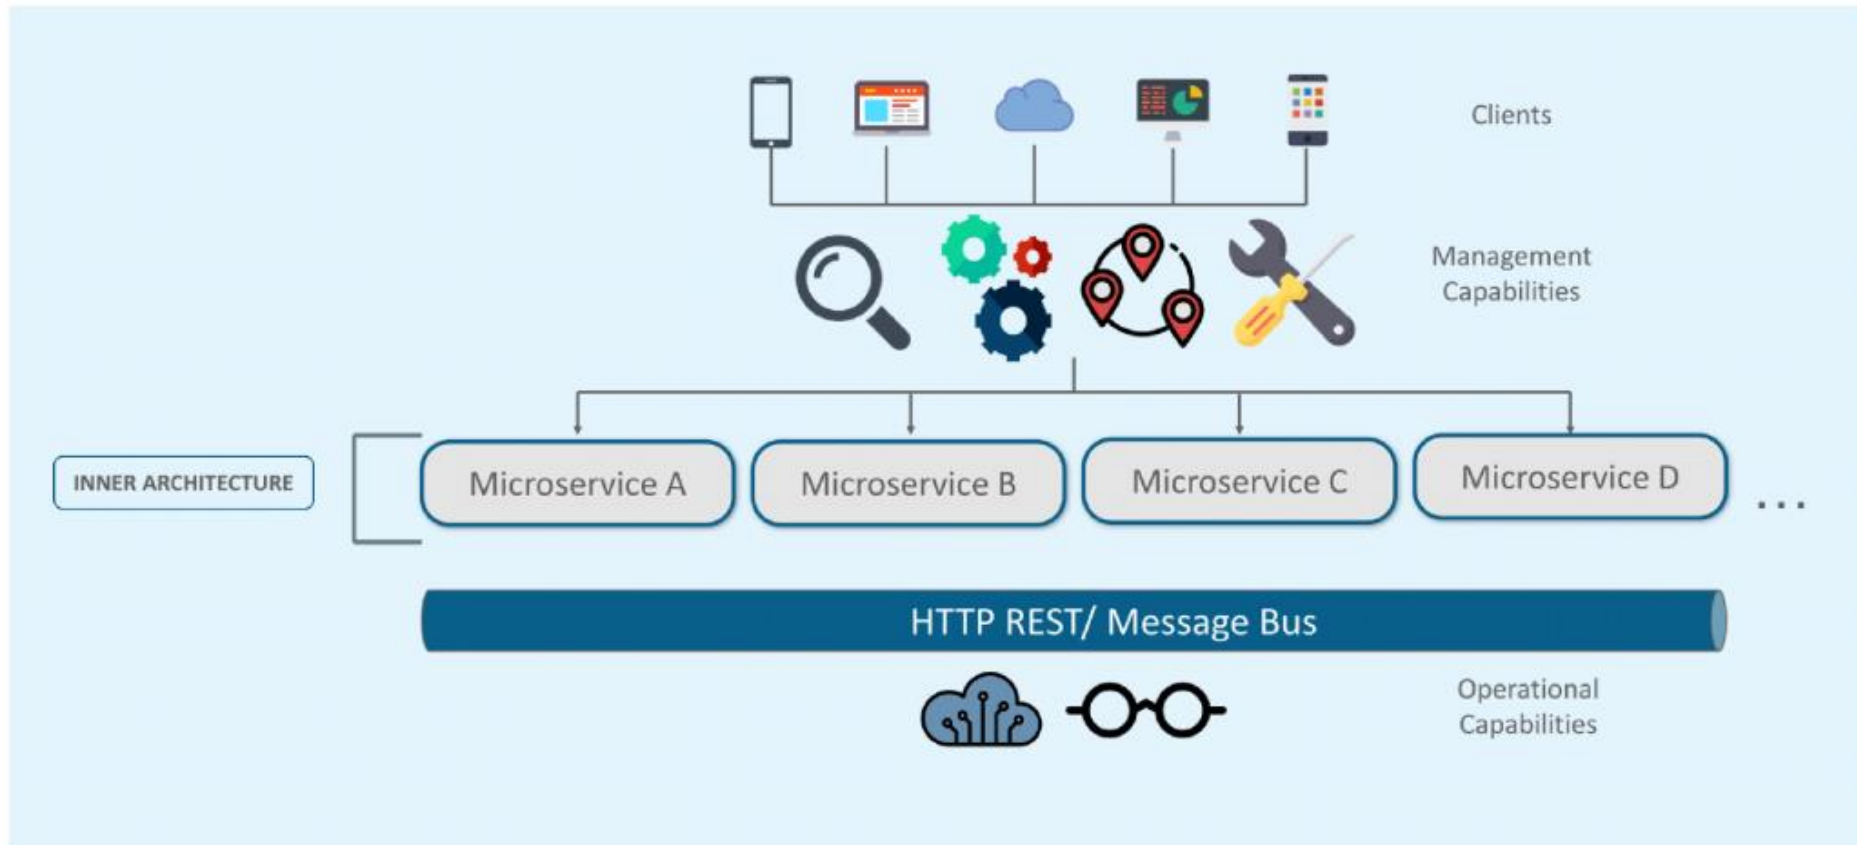 Clients
Management
Capabilities
INNER ARCHITECTURE
Microservice A
Microservice B
Microservice C
Microservice D
...
HTTP REST/ Message Bus
Operational
Capabilities